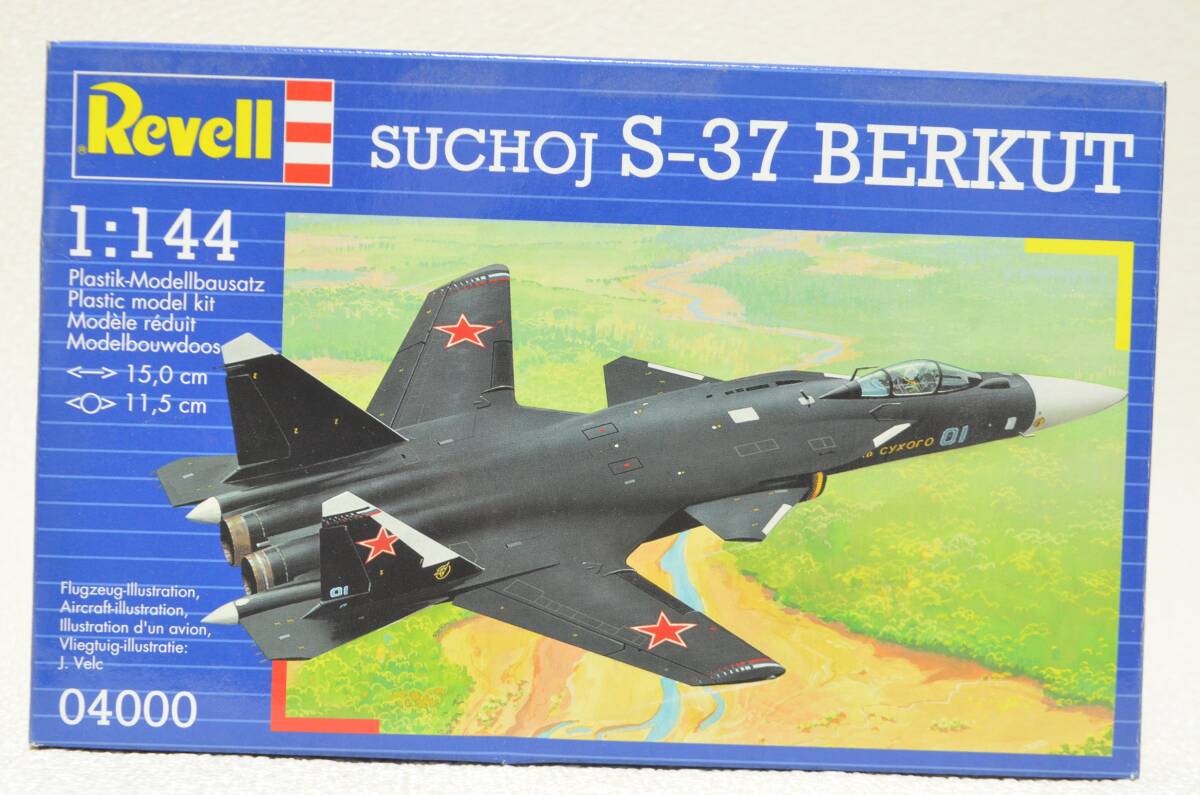 Revell
SUCHOJ S-37 BERKUT
1:144
Plastik-Modellbausatz
Plastic model kit
Modèle réduit
Modelbouwdoos
15,0 cm
11,5 cm
СУХОГО 01
01
Flugzeug-Illustration,
Aircraft-illustration,
Illustration d'un avion,
Vliegtuig-illustratie:
J. Velc
04000